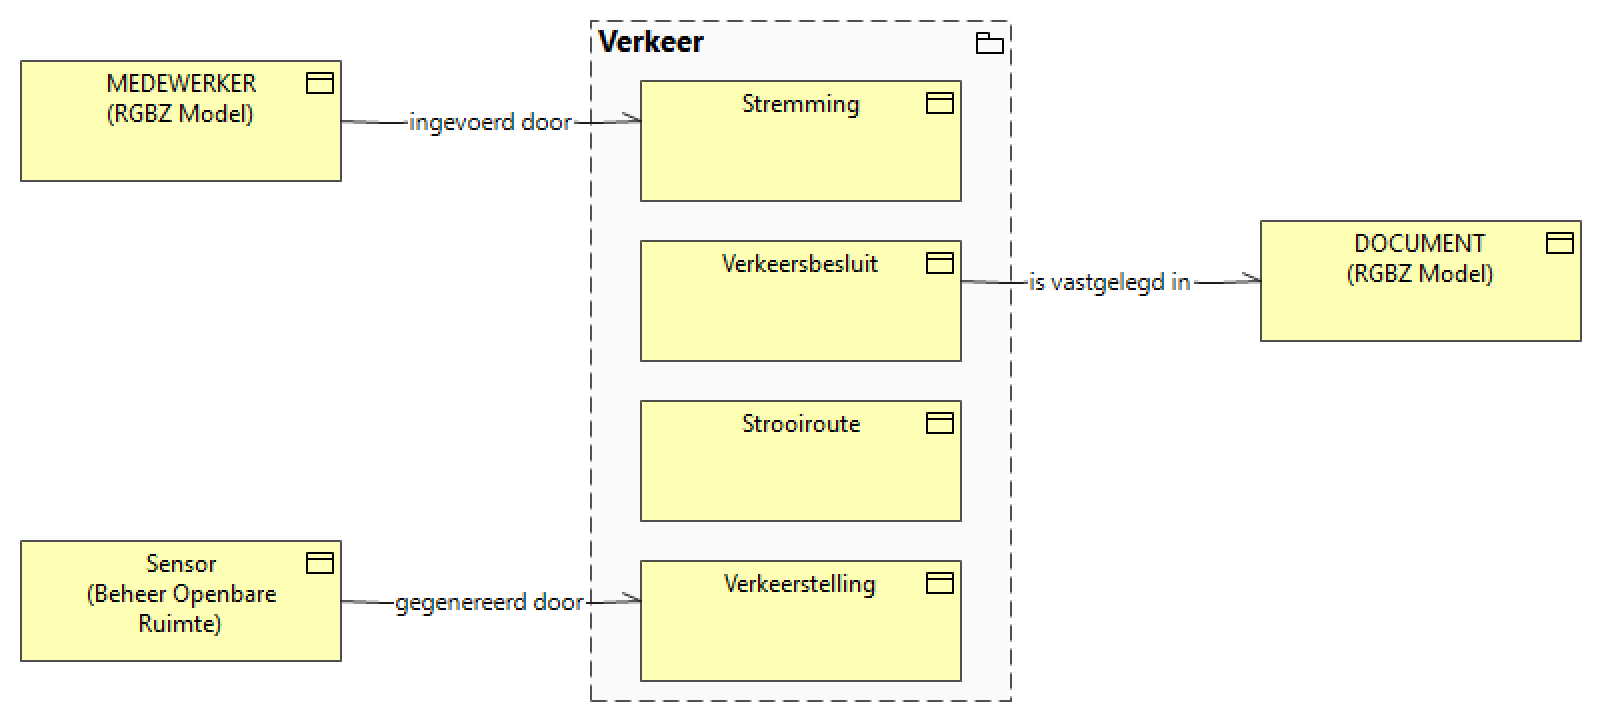 Verkeer
MEDEWERKER
(RGBZ Model)
ingevoerd door
Stremming
Verkeersbesluit
is vastgelegd in
DOCUMENT
(RGBZ Model)
Strooiroute
Sensor
(Beheer Openbare
Ruimte)
gegenereerd door
Verkeerstelling